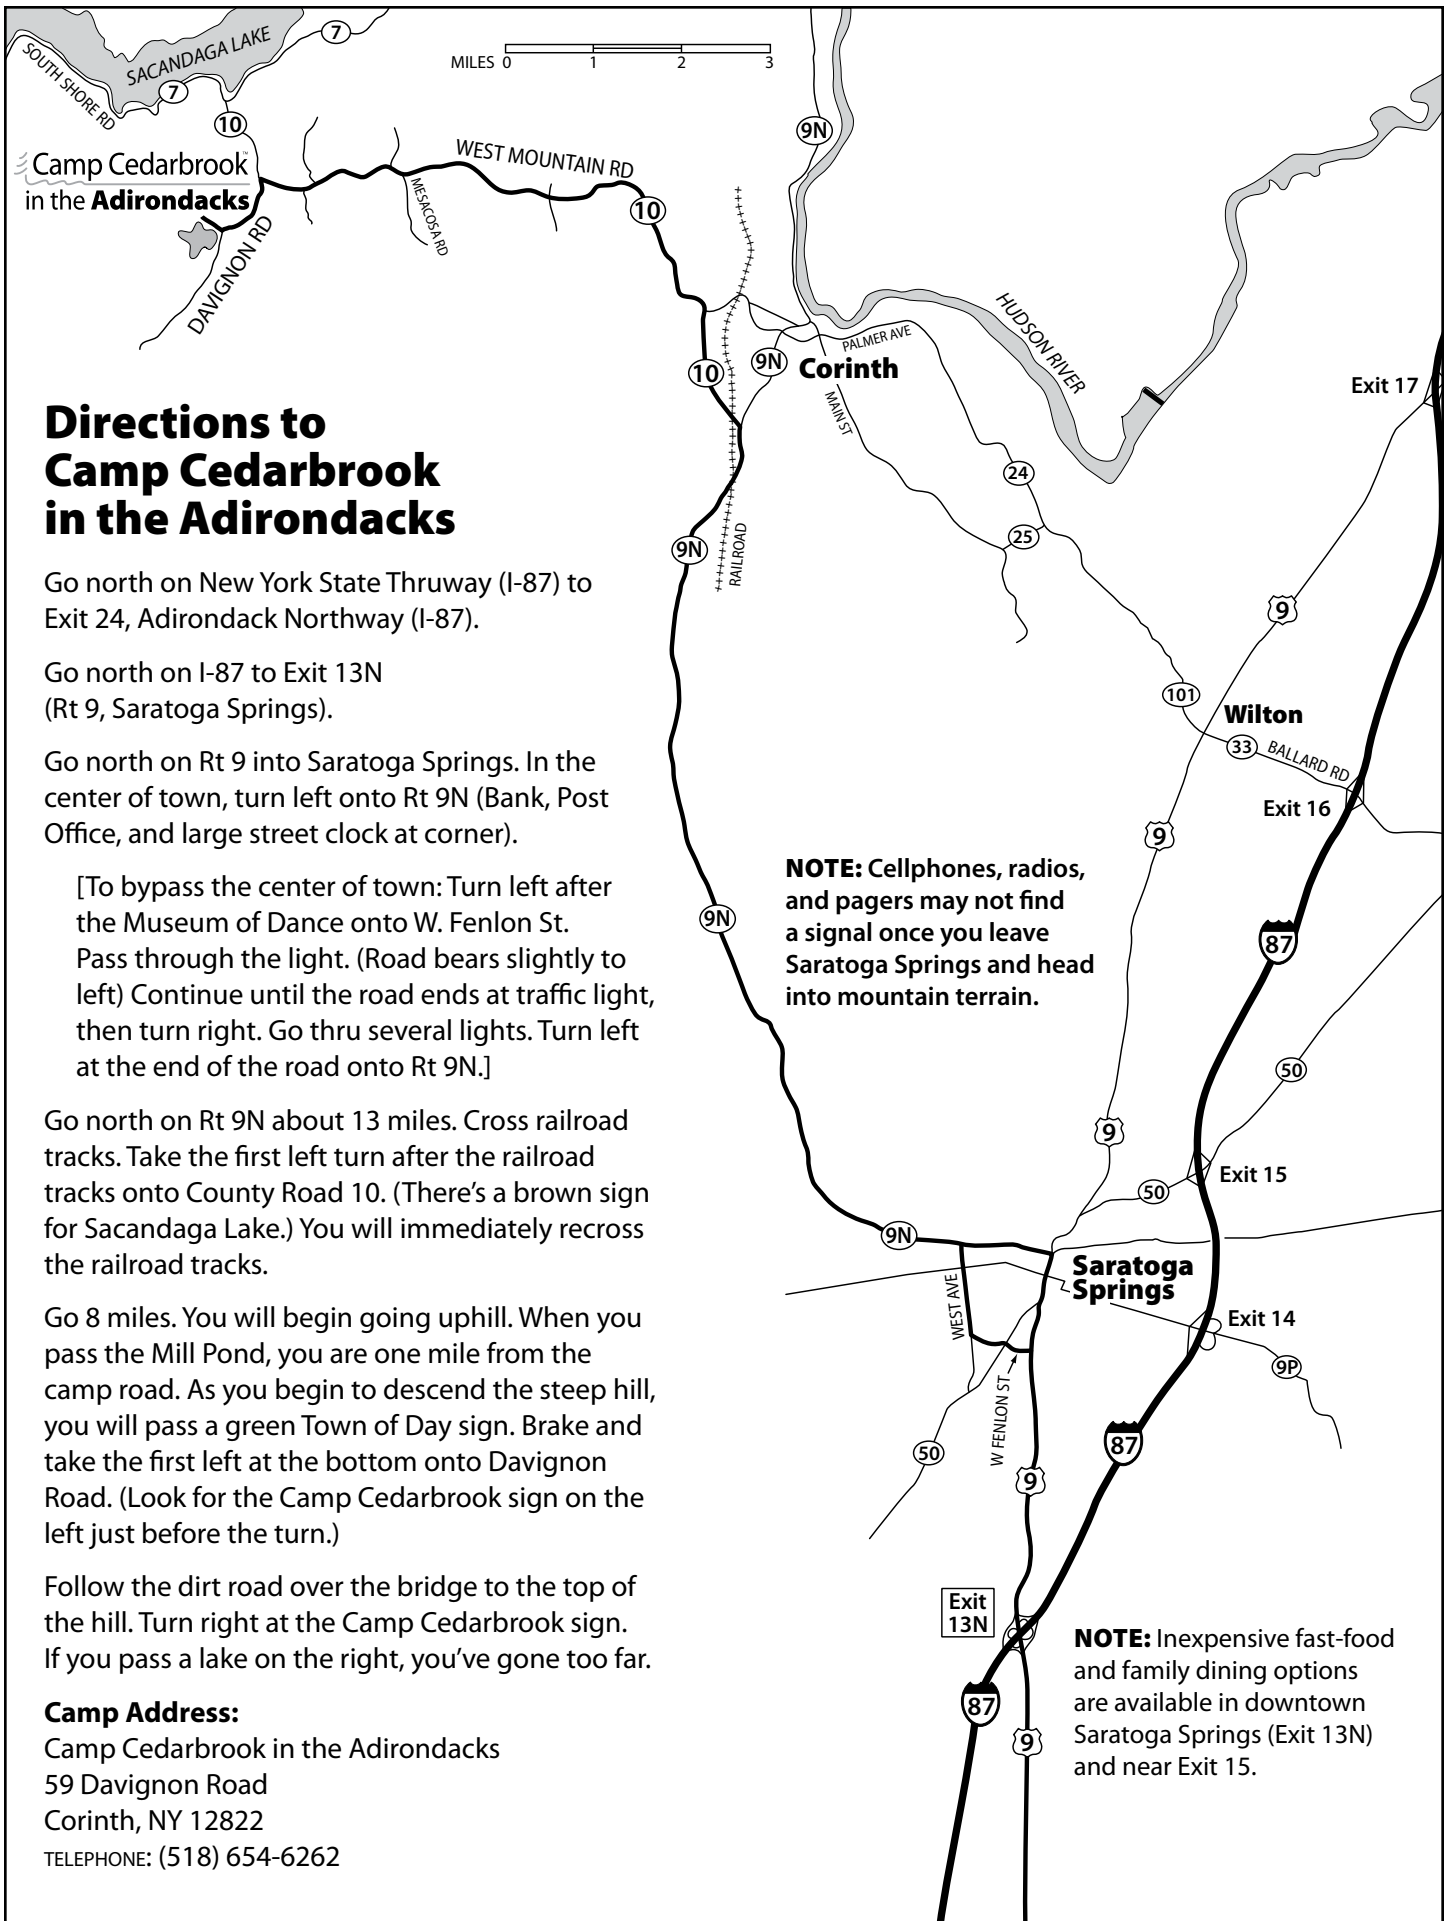 SACANDAGA LAKE
SOUTH SHORE RD
7
7
10
MILES 0 1 2 3
9N
Camp Cedarbrook™
in the Adirondacks
DAVIGNON RD
MESACOSA RD
WEST MOUNTAIN RD
10
10
9N
Corinth
PALMER AVE
MAIN ST
HUDSON RIVER
Exit 17
24
25
9N
RAILROAD
9
101
Wilton
33
BALLARD RD
Exit 16
9
9N
87
50
9
50
Exit 15
9N
Saratoga
Springs
WEST AVE
Exit 14
9P
W FENLON ST
50
87
9
Exit
13N
87
9
Directions to
Camp Cedarbrook
in the Adirondacks
Go north on New York State Thruway (I-87) to
Exit 24, Adirondack Northway (I-87).
Go north on I-87 to Exit 13N
(Rt 9, Saratoga Springs).
Go north on Rt 9 into Saratoga Springs. In the
center of town, turn left onto Rt 9N (Bank, Post
Office, and large street clock at corner).
[To bypass the center of town: Turn left after
the Museum of Dance onto W. Fenlon St.
Pass through the light. (Road bears slightly to
left) Continue until the road ends at traffic light,
then turn right. Go thru several lights. Turn left
at the end of the road onto Rt 9N.]
Go north on Rt 9N about 13 miles. Cross railroad
tracks. Take the first left turn after the railroad
tracks onto County Road 10. (There's a brown sign
for Sacandaga Lake.) You will immediately recross
the railroad tracks.
Go 8 miles. You will begin going uphill. When you
pass the Mill Pond, you are one mile from the
camp road. As you begin to descend the steep hill,
you will pass a green Town of Day sign. Brake and
take the first left at the bottom onto Davignon
Road. (Look for the Camp Cedarbrook sign on the
left just before the turn.)
Follow the dirt road over the bridge to the top of
the hill. Turn right at the Camp Cedarbrook sign.
If you pass a lake on the right, you've gone too far.
Camp Address:
Camp Cedarbrook in the Adirondacks
59 Davignon Road
Corinth, NY 12822
TELEPHONE: (518) 654-6262
NOTE: Cellphones, radios,
and pagers may not find
a signal once you leave
Saratoga Springs and head
into mountain terrain.
NOTE: Inexpensive fast-food
and family dining options
are available in downtown
Saratoga Springs (Exit 13N)
and near Exit 15.